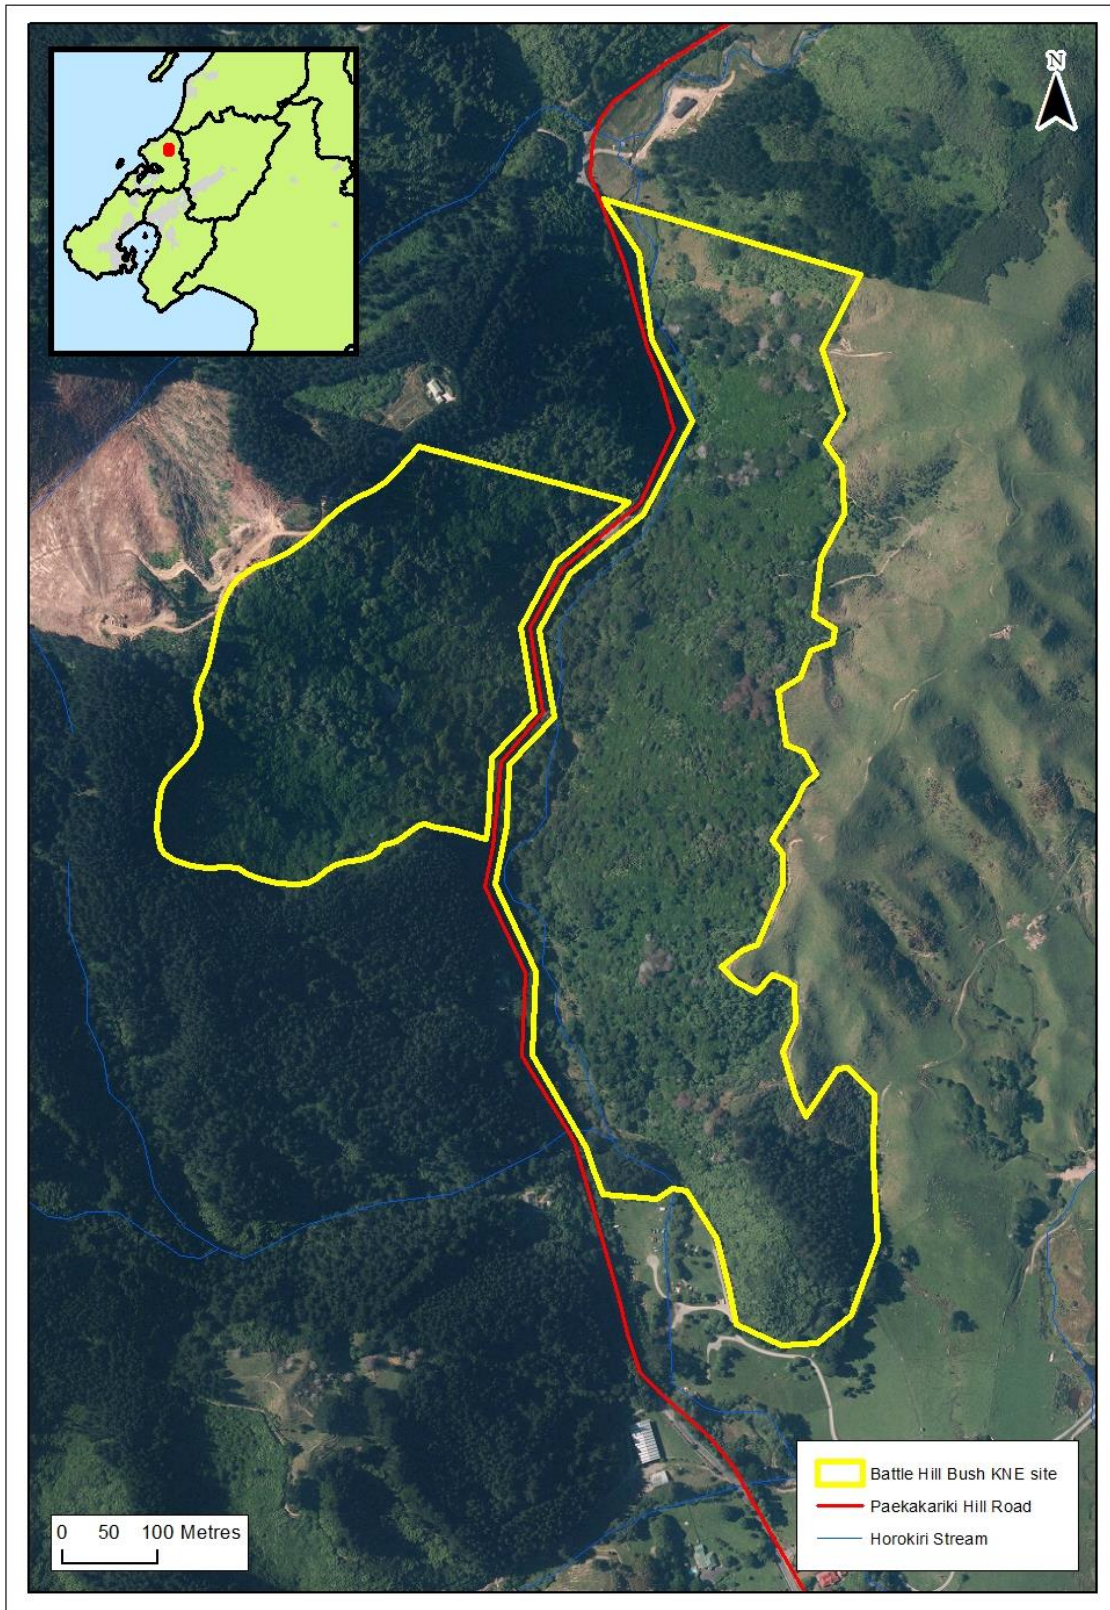 N
Battle Hill Bush KNE site
Paekakariki Hill Road
Horokiri Stream
0 50 100 Metres